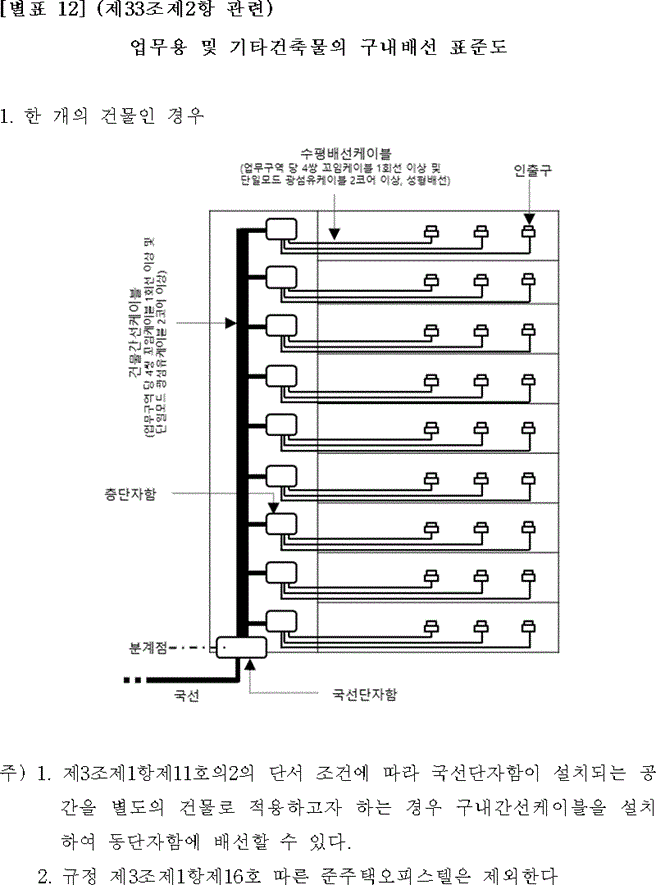 [별표 12] (제33조제2항 관련)
업무용 및 기타건축물의 구내배선 표준도
1. 한 개의 건물인 경우
수평배선케이블
(업무구역 당 4쌍 꼬임케이블 1회선 이상 및
단일모드 광섬유케이블 2코어 이상, 성형배선)
인출구
건물간선케이블
(업무구역 당 4쌍 꼬임케이블 1회선 이상 및
단일모드 광섬유케이블 2코어 이상)
층단자함
분계점
국선
국선단자함
주) 1. 제3조제1항제11호의2의 단서 조건에 따라 국선단자함이 설치되는 공
간을 별도의 건물로 적용하고자 하는 경우 구내간선케이블을 설치
하여 동단자함에 배선할 수 있다.
2. 규정 제3조제1항제16호 따른 준주택오피스텔은 제외한다